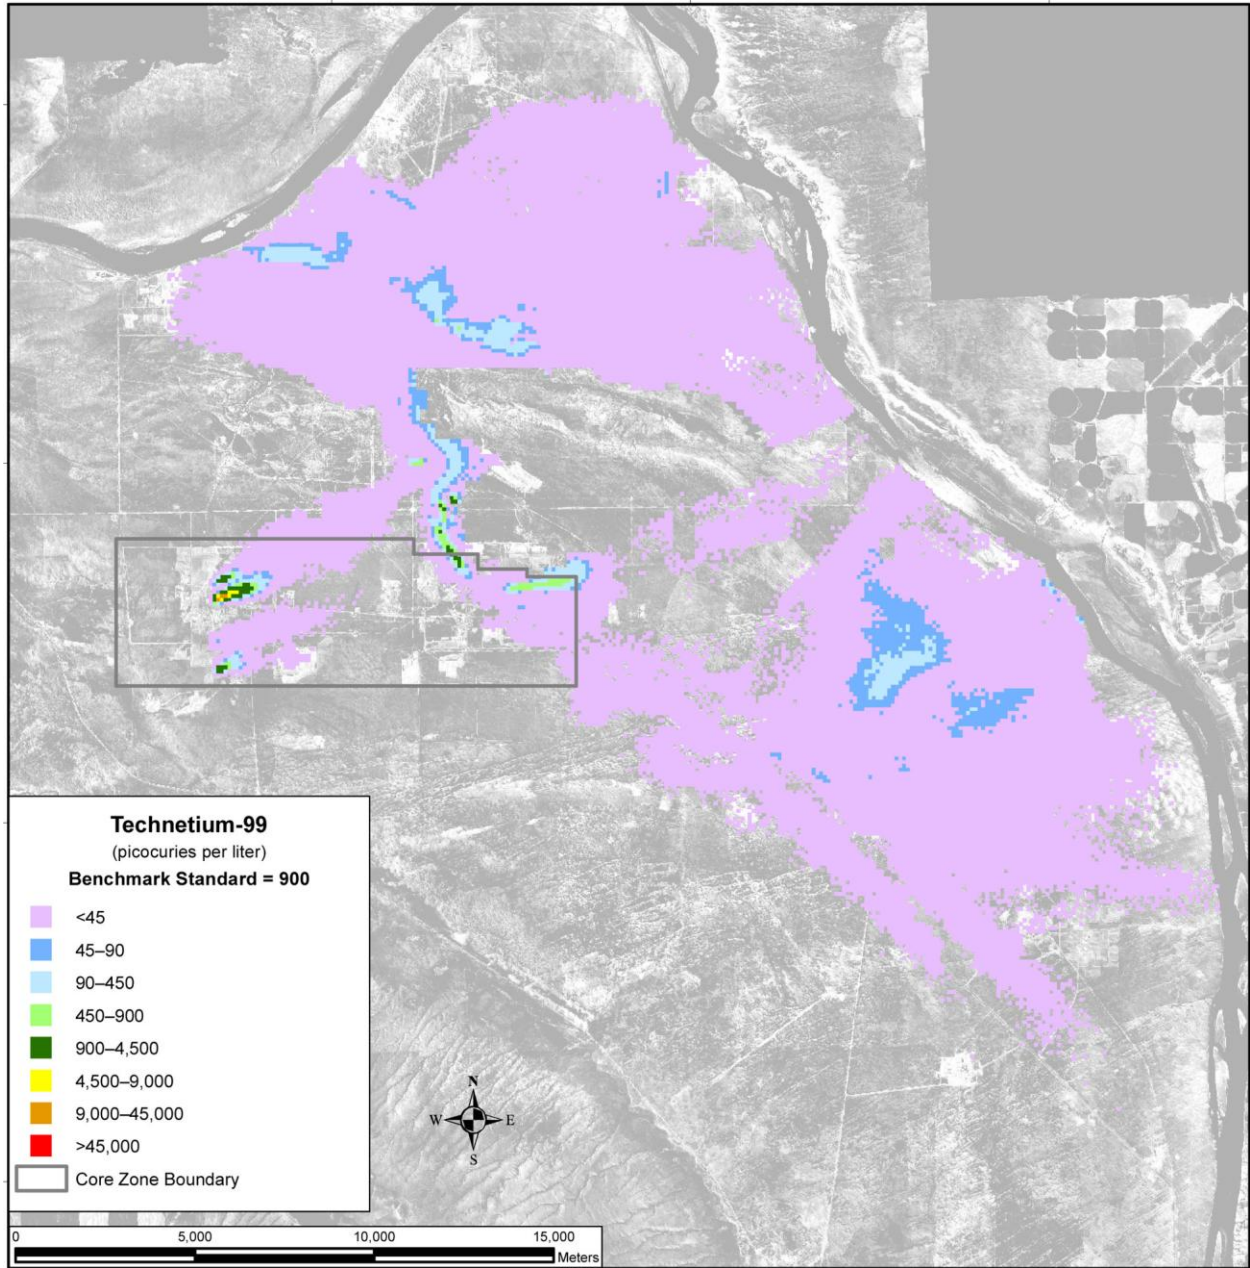 Technetium-99
(picocuries per liter)
Benchmark Standard = 900
<45
45–90
90–450
450–900
900–4,500
4,500–9,000
9,000–45,000
>45,000
Core Zone Boundary
N
W E
S
0 5,000 10,000 15,000
Meters